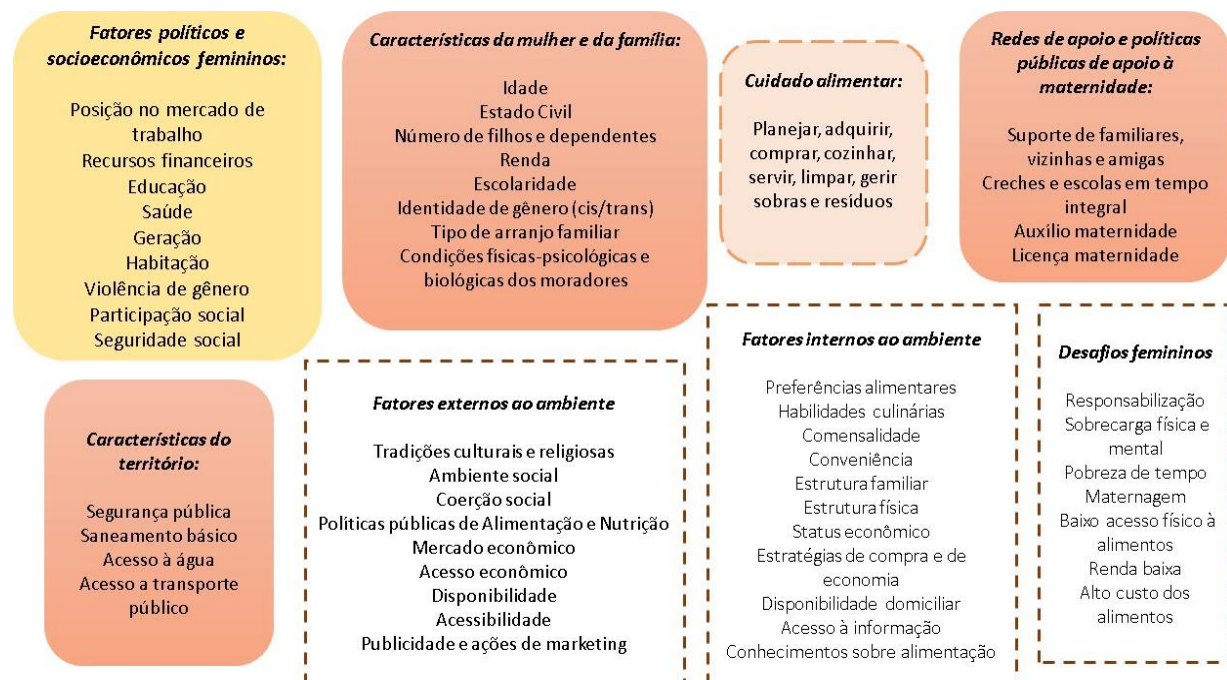 Fatores políticos e
socioeconômicos femininos:
Posição no mercado de
trabalho
Recursos financeiros
Educação
Saúde
Geração
Habitação
Violência de gênero
Participação social
Seguridade social
Características da mulher e da família:
Idade
Estado Civil
Número de filhos e dependentes
Renda
Escolaridade
Identidade de gênero (cis/trans)
Tipo de arranjo familiar
Condições físicas-psicológicas e
biológicas dos moradores
Cuidado alimentar:
Planejar, adquirir,
comprar, cozinhar,
servir, limpar, gerir
sobras e resíduos
Redes de apoio e políticas
públicas de apoio à
maternidade:
Suporte de familiares,
vizinhas e amigas
Creches e escolas em tempo
integral
Auxílio maternidade
Licença maternidade
Características do
território:
Segurança pública
Saneamento básico
Acesso à água
Acesso a transporte
público
Fatores externos ao ambiente
Tradições culturais e religiosas
Ambiente social
Coerção social
Políticas públicas de Alimentação e Nutrição
Mercado econômico
Acesso econômico
Disponibilidade
Acessibilidade
Publicidade e ações de marketing
Fatores internos ao ambiente
Preferências alimentares
Habilidades culinárias
Comensalidade
Conveniência
Estrutura familiar
Estrutura física
Status econômico
Estratégias de compra e de
economia
Disponibilidade domiciliar
Acesso à informação
Conhecimentos sobre alimentação
Desafios femininos
Responsabilização
Sobrecarga física e
mental
Pobreza de tempo
Maternagem
Baixo acesso físico à
alimentos
Renda baixa
Alto custo dos
alimentos